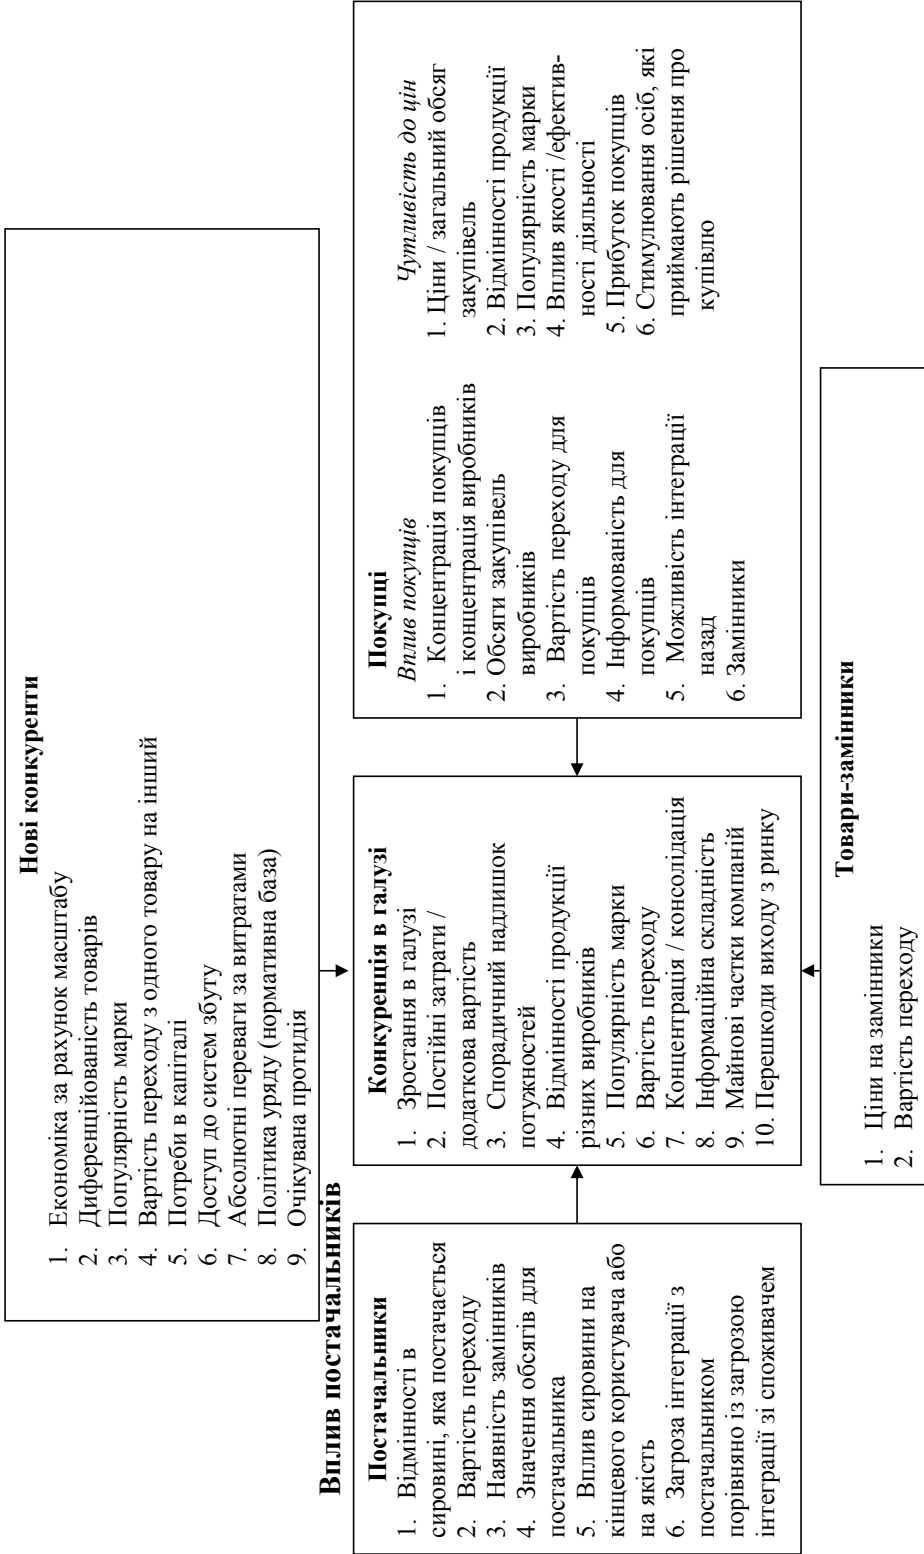 Нові конкуренти
1. Економіка за рахунок масштабу
2. Диференційованість товарів
3. Популярність марки
4. Вартість переходу з одного товару на інший
5. Потреби в капіталі
6. Доступ до систем збуту
7. Абсолютні переваги за витратами
8. Політика уряду (нормативна база)
9. Очікувана протидія
Вплив постачальників
Постачальники
1. Відмінності в
сировині, яка постачається
2. Вартість переходу
3. Наявність замінників
4. Значення обсягів для
постачальника
5. Вплив сировини на
кінцевого користувача або
на якість
6. Загроза інтеграції з
постачальником
порівняно із загрозою
інтеграції зі споживачем
Конкуренція в галузі
1. Зростання в галузі
2. Постійні затрати /
додаткова вартість
3. Спорадичний надлишок
потужностей
4. Відмінності продукції
різних виробників
5. Популярність марки
6. Вартість переходу
7. Концентрація / консолідація
8. Інформаційна складність
9. Майнові частки компаній
10. Перешкоди виходу з ринку
Покупці
Вплив покупців
1. Концентрація покупців
і концентрація виробників
2. Обсяги закупівель
виробників
3. Вартість переходу для
покупців
4. Інформованість для
покупців
5. Можливість інтеграції
назад
6. Замінники
Чутливість до цін
1. Ціни / загальний обсяг
закупівель
2. Відмінності продукції
3. Популярність марки
4. Вплив якості /ефектив-
ності діяльності
5. Прибуток покупців
6. Стимулювання осіб, які
приймають рішення про
купівлю
Товари-замінники
1. Ціни на замінники
2. Вартість переходу